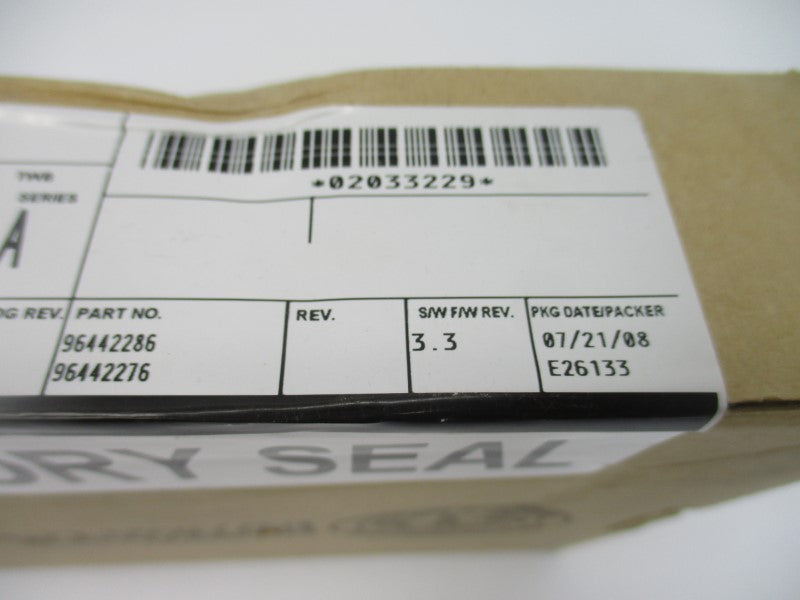 *02033229*
TWB
SERIES
A
OG REV. PART NO. REV. S/W F/W REV. PKG DATE/PACKER
96442286 3.3 07/21/08
96442276 E26133
ORY SEAL